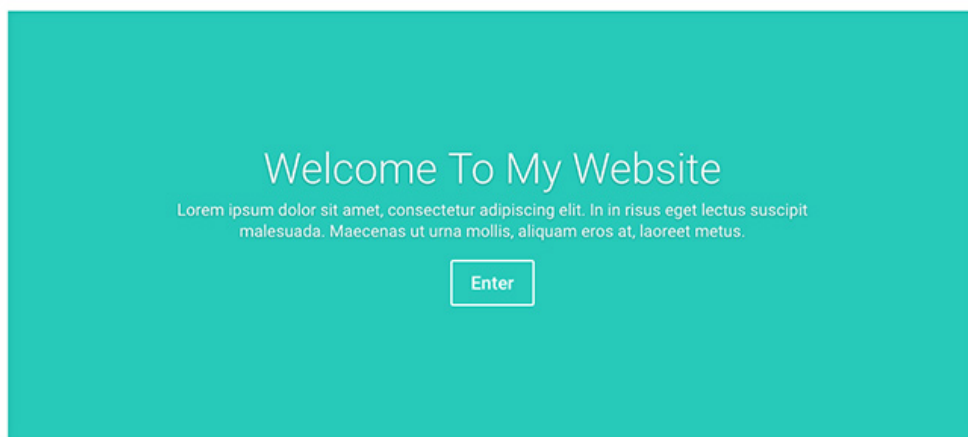 Welcome To My Website
Lorem ipsum dolor sit amet, consectetur adipiscing elit. In in risus eget lectus suscipit
malesuada. Maecenas ut urna mollis, aliquam eros at, laoreet metus.
Enter